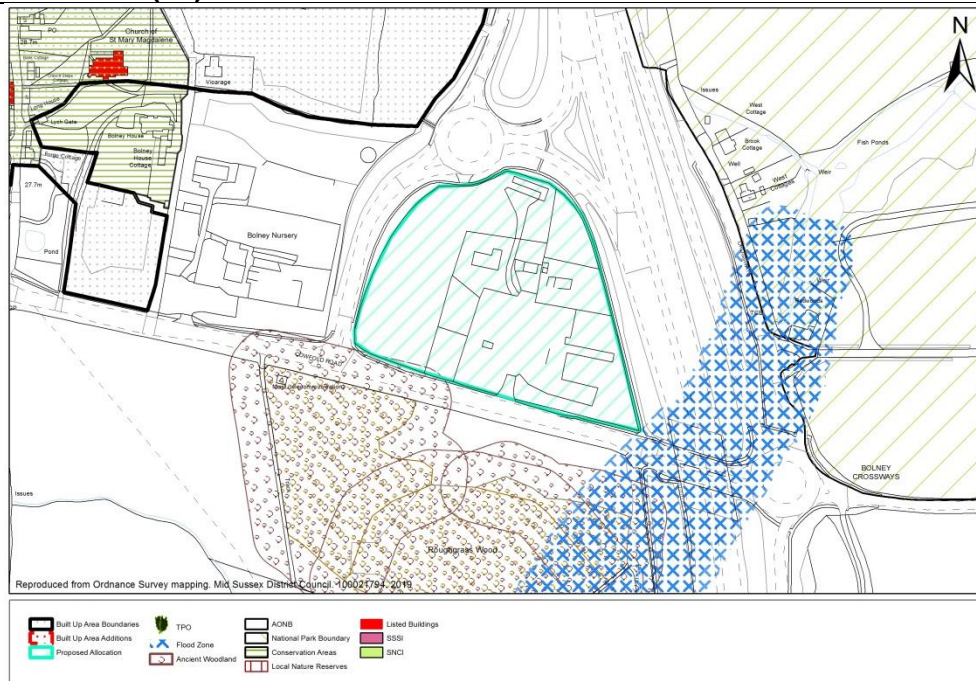 PO
Church of
St Mary Magdalene
Vicarage
Lych Gate
Bolney House
Bolney
House
Cottage
27.7m
Pond
Bolney Nursery
COWFOLD ROAD
Issues
Roughgrass Wood
N
Issues
West
Cottage
Brook
Cottage
Well
West
Cottages
Weir
Fish Ponds
BOLNEY
CROSSWAYS
Reproduced from Ordnance Survey mapping. Mid Sussex District Council. 100021794. 2019
Built Up Area Boundaries
Built Up Area Additions
Proposed Allocation
TPO
Flood Zone
Ancient Woodland
AONB
National Park Boundary
Conservation Areas
Local Nature Reserves
Listed Buildings
SSSI
SNCI